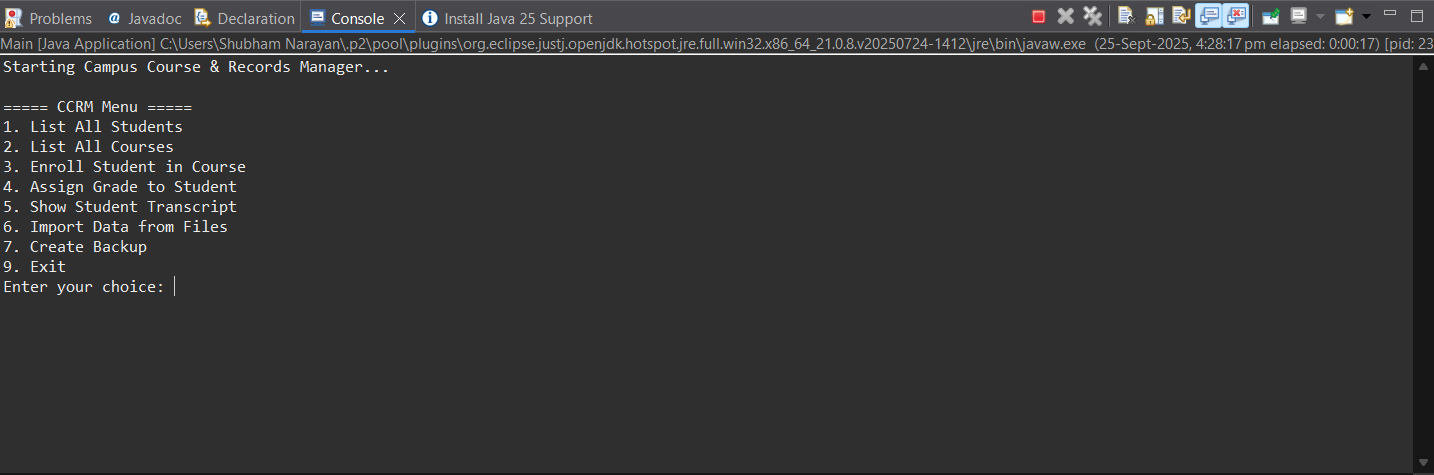 Problems @ Javadoc Declaration Console Install Java 25 Support
Main [Java Application] C:\Users\Shubham Narayan\.p2\pool\plugins\org.eclipse.justj.openjdk.hotspot.jre.full.win32.x86_64_21.0.8.v20250724-1412\jre\bin\javaw.exe (25-Sept-2025, 4:28:17 pm elapsed: 0:00:17) [pid: 23
Starting Campus Course & Records Manager...
===== CCRM Menu =====
1. List All Students
2. List All Courses
3. Enroll Student in Course
4. Assign Grade to Student
5. Show Student Transcript
6. Import Data from Files
7. Create Backup
9. Exit
Enter your choice: